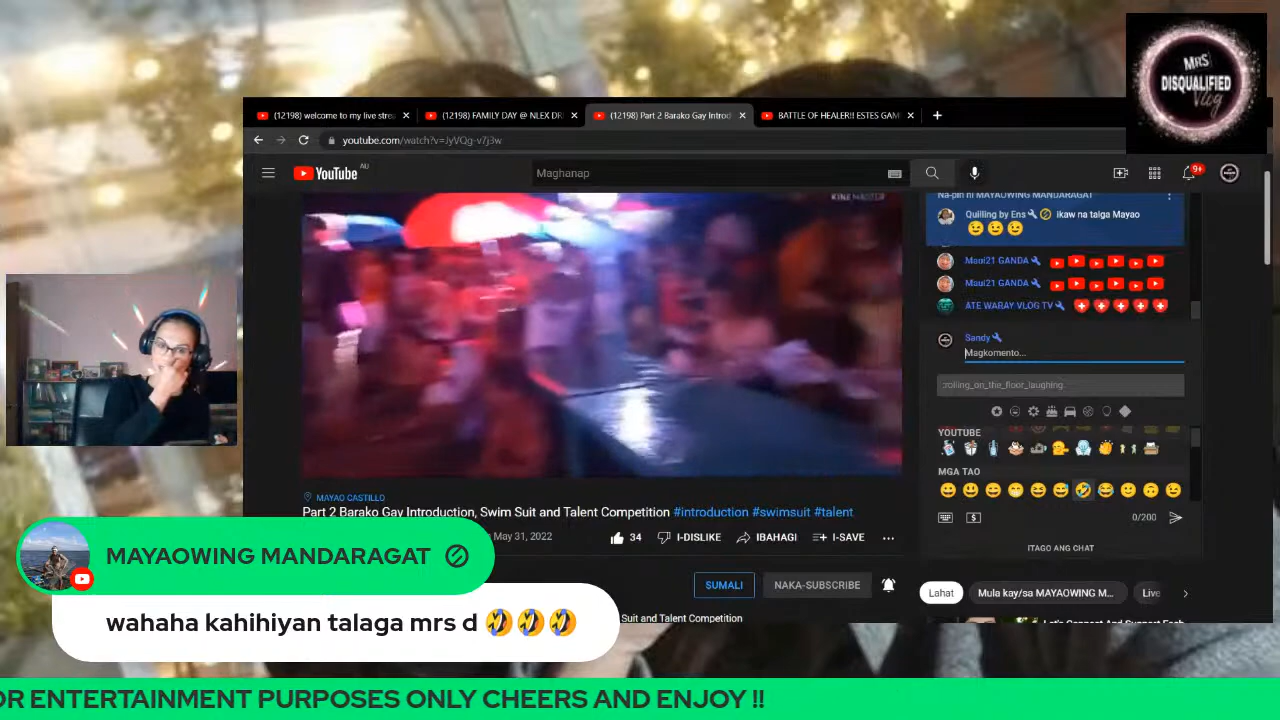 MRS
DISQUALIFIED
Vlog
(12198) welcome to my live strea
(12198) FAMILY DAY @ NLEX DR
(12198) Part 2 Barako Gay Introd
BATTLE OF HEALER!! ESTES GAM
youtube.com/watch?v=JyVQg-v7j3w
YouTube AU
Maghanap
9+
KINEMASTER
Na-pin ni MAYAOWING MANDARAGAT
Quilling by Ens ikaw na talga Mayao
😉😉😉
Maui21 GANDA
Maui21 GANDA
ATE WARAY VLOG TV
Sandy
Magkomento...
:rolling_on_the_floor_laughing:
YOUTUBE
MGA TAO
0/200
ITAGO ANG CHAT
MAYAO CASTILLO
Part 2 Barako Gay Introduction, Swim Suit and Talent Competition #introduction #swimsuit #talent
May 31, 2022
34
I-DISLIKE
IBAHAGI
I-SAVE
SUMALI
NAKA-SUBSCRIBE
Lahat
Mula kay/sa MAYAOWING M...
Live
Suit and Talent Competition
MAYAOWING MANDARAGAT
wahaha kahihiyan talaga mrs d 🤣🤣🤣
OR ENTERTAINMENT PURPOSES ONLY CHEERS AND ENJOY !!